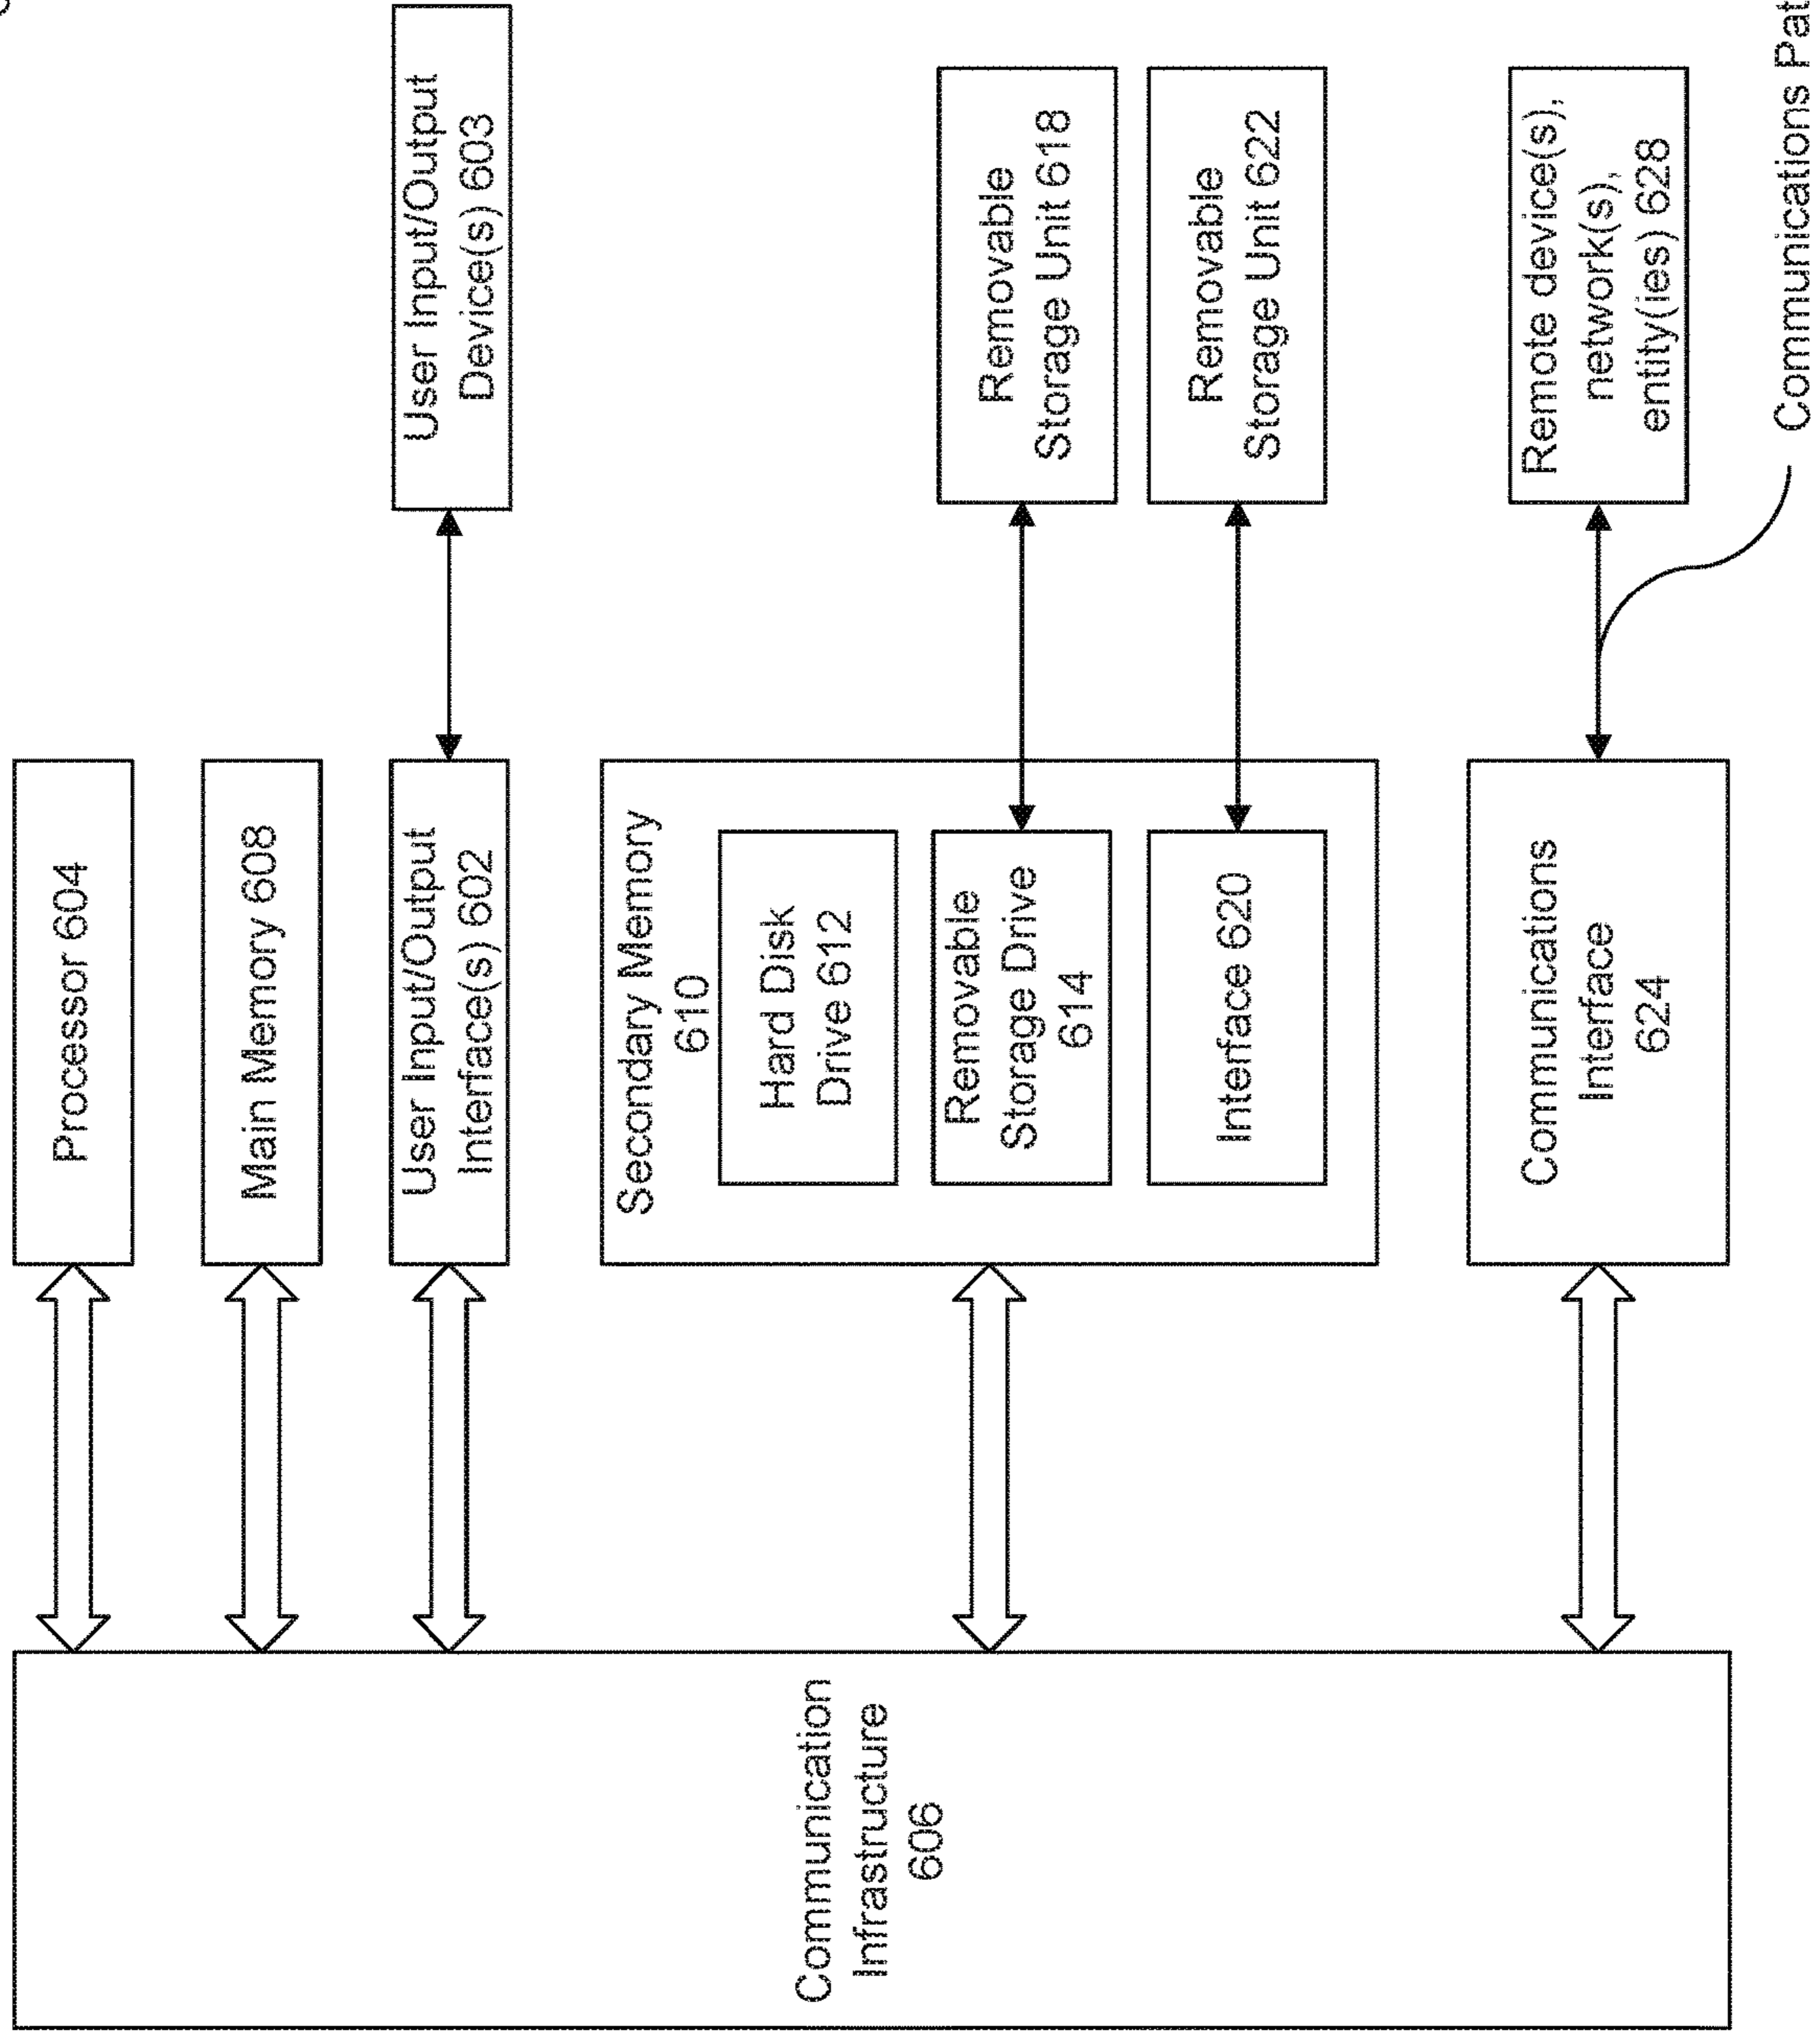 Processor 604
Main Memory 608
User Input/Output
Interface(s) 602
User Input/Output
Device(s) 603
Secondary Memory
610
Hard Disk
Drive 612
Removable
Storage Drive
614
Interface 620
Removable
Storage Unit 618
Removable
Storage Unit 622
Communications
Interface
624
Remote device(s),
network(s),
entity(ies) 628
Communications
Communication
Infrastructure
606